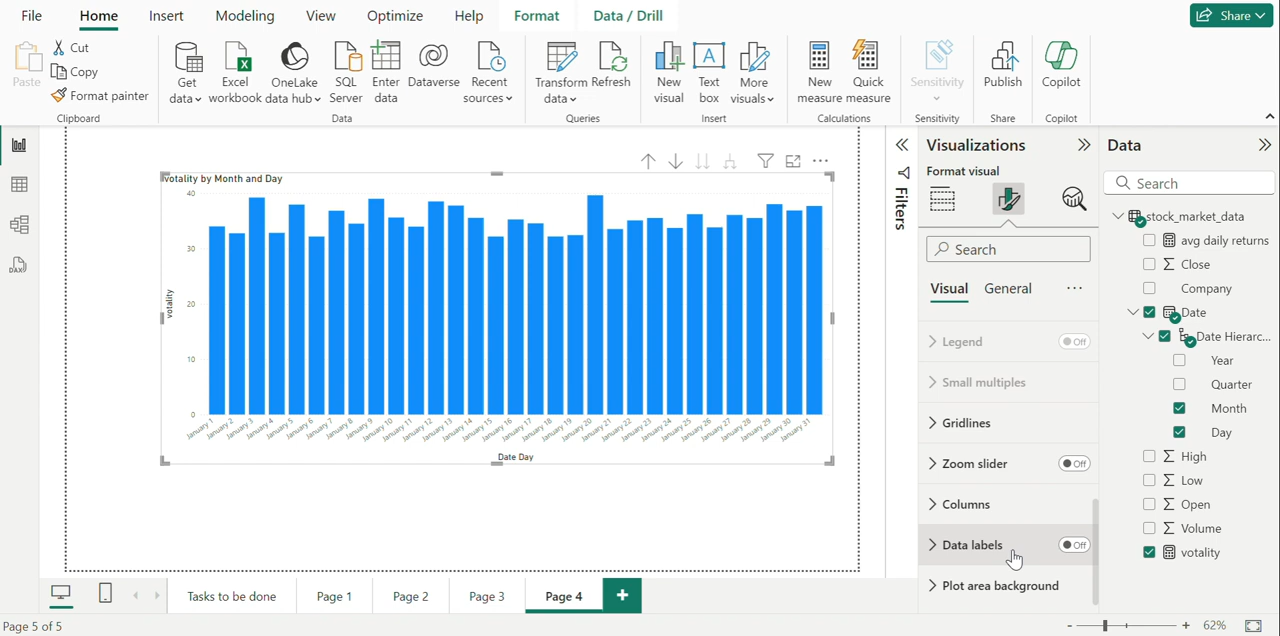 File Home Insert Modeling View Optimize Help Format Data / Drill Share
Paste
Cut
Copy
Format painter
Clipboard
Get data
Excel workbook
OneLake data hub
SQL Server
Enter data
Dataverse
Recent sources
Data
Transform data
Refresh
Queries
New visual
Text box
More visuals
Insert
New measure
Quick measure
Calculations
Sensitivity
Sensitivity
Publish
Share
Copilot
Copilot
votality by Month and Day
40
30
20
10
0
votality
January 1
January 2
January 3
January 4
January 5
January 6
January 7
January 8
January 9
January 10
January 11
January 12
January 13
January 14
January 15
January 16
January 17
January 18
January 19
January 20
January 21
January 22
January 23
January 24
January 25
January 26
January 27
January 28
January 29
January 30
January 31
Date Day
Filters
Visualizations
Format visual
Search
Visual General ...
Legend Off
Small multiples
Gridlines
Zoom slider Off
Columns
Data labels Off
Plot area background
Data
Search
stock_market_data
avg daily returns
Close
Company
Date
Date Hierarc...
Year
Quarter
Month
Day
High
Low
Open
Volume
votality
Tasks to be done Page 1 Page 2 Page 3 Page 4 +
Page 5 of 5
- + 62%